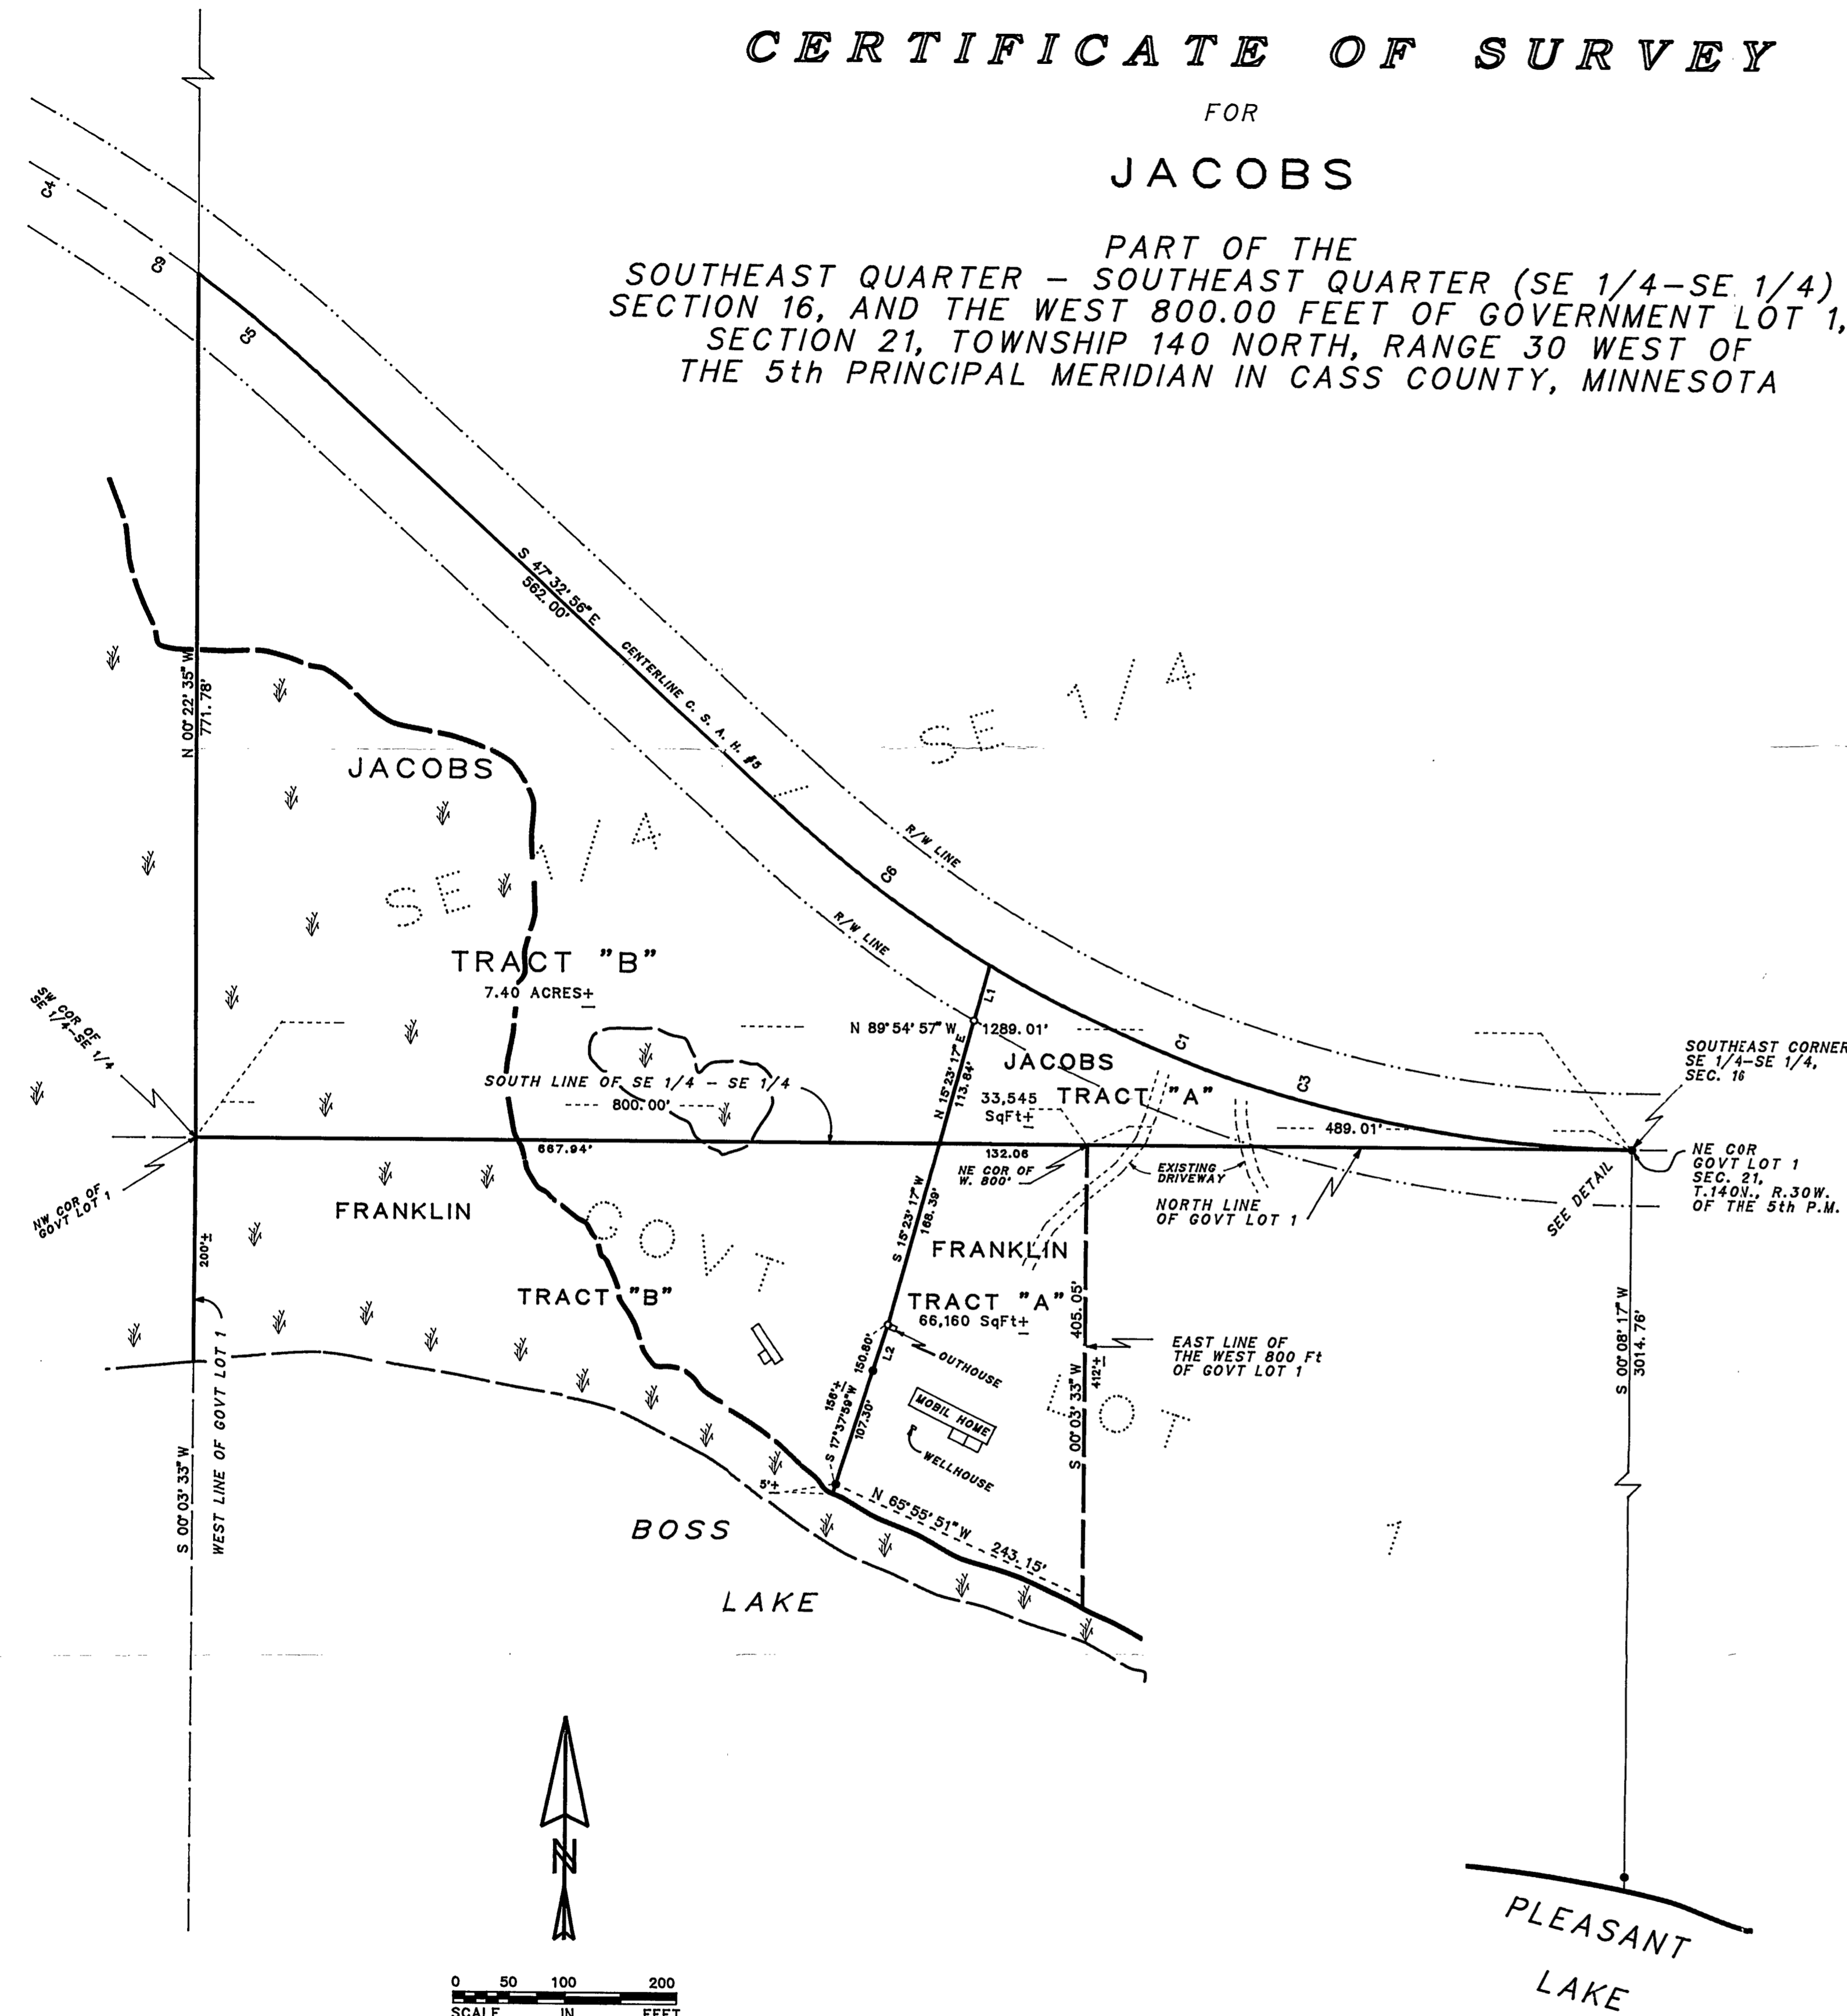 CERTIFICATE OF SURVEY
FOR
JACOBS
PART OF THE
SOUTHEAST QUARTER – SOUTHEAST QUARTER (SE 1/4–SE 1/4)
SECTION 16, AND THE WEST 800.00 FEET OF GOVERNMENT LOT 1,
SECTION 21, TOWNSHIP 140 NORTH, RANGE 30 WEST OF
THE 5th PRINCIPAL MERIDIAN IN CASS COUNTY, MINNESOTA
C4
C9
C5
S 47°32'56" E
562.00'
CENTERLINE C. S. A. H. #5
N 00°22'35" W
771.78'
JACOBS
SE 1/4
SE 1/4
R/W LINE
R/W LINE
C6
TRACT "B"
7.40 ACRES±
L1
N 89°54'57" W
1289.01'
C1
C3
SW COR OF
SE 1/4–SE 1/4
SOUTHEAST CORNER
SE 1/4–SE 1/4,
SEC. 16
JACOBS
TRACT "A"
33,545
SqFt±
N 15°23'17" E
113.84'
SOUTH LINE OF SE 1/4 – SE 1/4
800.00'
489.01'
667.94'
132.06
NE COR OF
W. 800'
EXISTING
DRIVEWAY
NORTH LINE
OF GOVT LOT 1
SEE DETAIL
NE COR
GOVT LOT 1
SEC. 21,
T.140N., R.30W.
OF THE 5th P.M.
NW COR OF
GOVT LOT 1
FRANKLIN
200'±
GOVT
S 15°23'17" W
168.39'
FRANKLIN
TRACT "B"
TRACT "A"
66,160 SqFt±
405.05'
S 00°03'33" W
412'±
EAST LINE OF
THE WEST 800 Ft
OF GOVT LOT 1
S 00°08'17" W
3014.76'
WEST LINE OF GOVT LOT 1
S 00°03'33" W
150.80'
L2
OUTHOUSE
158'±
S 17°37'59" W
107.30'
MOBIL HOME
WELLHOUSE
LOT
5'±
N 65°55'51" W
243.15'
1
BOSS
LAKE
N
0 50 100 200
SCALE IN FEET
PLEASANT
LAKE